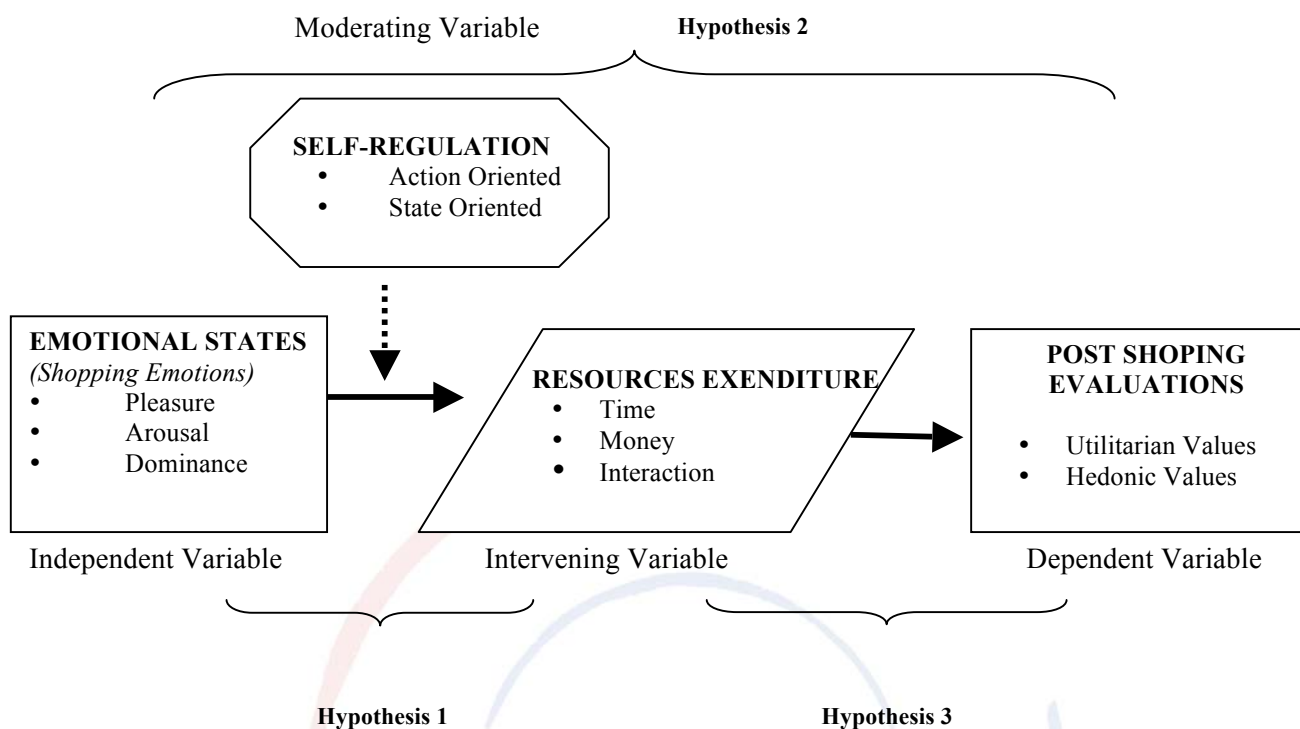 Moderating Variable
Hypothesis 2
SELF-REGULATION
• Action Oriented
• State Oriented
EMOTIONAL STATES
(Shopping Emotions)
• Pleasure
• Arousal
• Dominance
RESOURCES EXENDITURE
• Time
• Money
• Interaction
POST SHOPING
EVALUATIONS
• Utilitarian Values
• Hedonic Values
Independent Variable
Intervening Variable
Dependent Variable
Hypothesis 1
Hypothesis 3